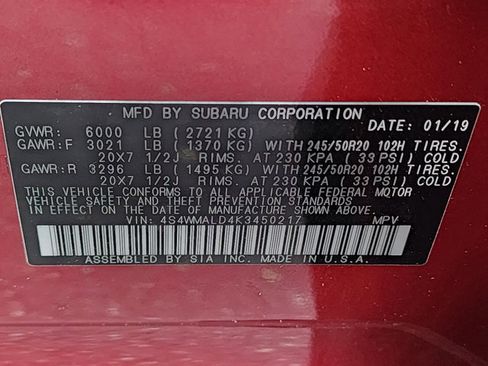 MFD BY SUBARU CORPORATION
DATE: 01/19
GVWR: 6000 LB ( 2721 KG)
GAWR:F 3021 LB ( 1370 KG) WITH 245/50R20 102H TIRES.
20X7 1/2J RIMS. AT 230 KPA ( 33 PSI) COLD
GAWR:R 3296 LB ( 1495 KG) WITH 245/50R20 102H TIRES.
20X7 1/2J RIMS. AT 230 KPA ( 33 PSI) COLD
THIS VEHICLE CONFORMS TO ALL APPLICABLE FEDERAL MOTOR
VEHICLE SAFETY AND THEFT PREVENTION STANDARDS
IN EFFECT ON THE DATE OF MANUFACTURE SHOWN ABOVE.
VIN: 4S4WMALD4K3450217 MPV
ASSEMBLED BY SIA INC. MADE IN U.S.A.